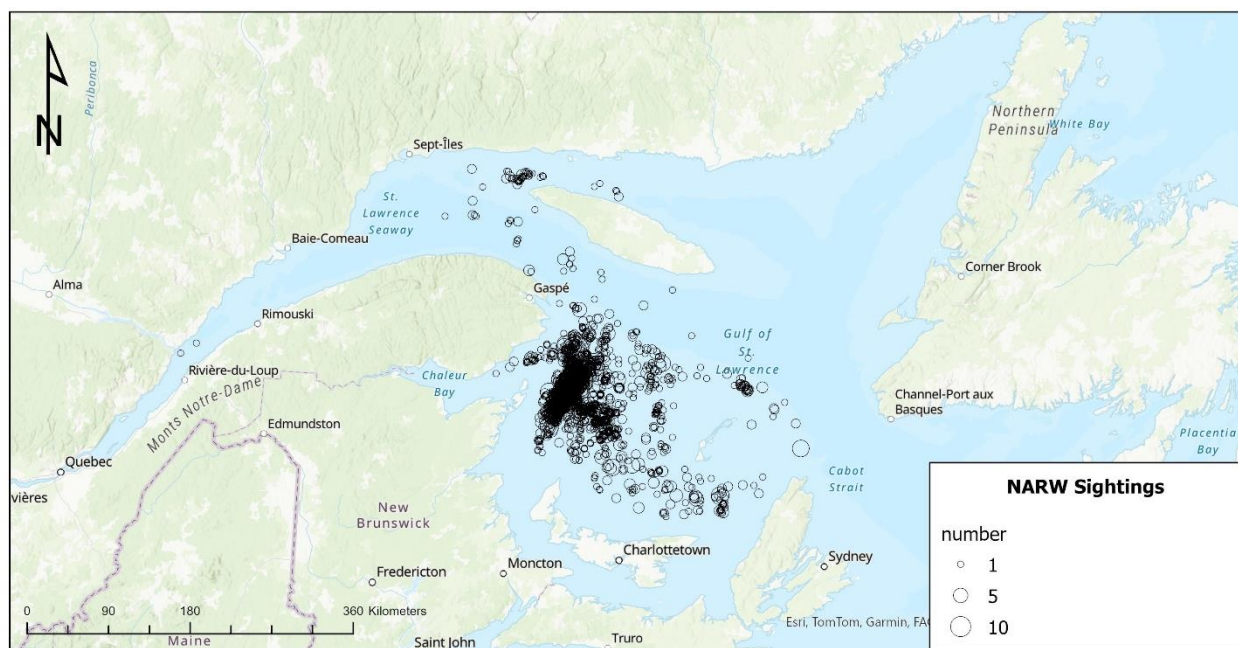 N
Peribonca
Sept-Îles
St.
Lawrence
Seaway
Northern
Peninsula
White Bay
Baie-Comeau
Alma
Gaspé
Corner Brook
Rimouski
Gulf of
St.
Lawrence
Rivière-du-Loup
Chaleur
Bay
Monts Notre-Dame
Channel-Port aux
Basques
Edmundston
Placentia
Bay
Quebec
vières
Cabot
Strait
New
Brunswick
Charlottetown
Moncton
Sydney
Fredericton
0 90 180 360 Kilometers
Maine
Saint John
Truro
Esri, TomTom, Garmin, FAO
NARW Sightings
number
1
5
10